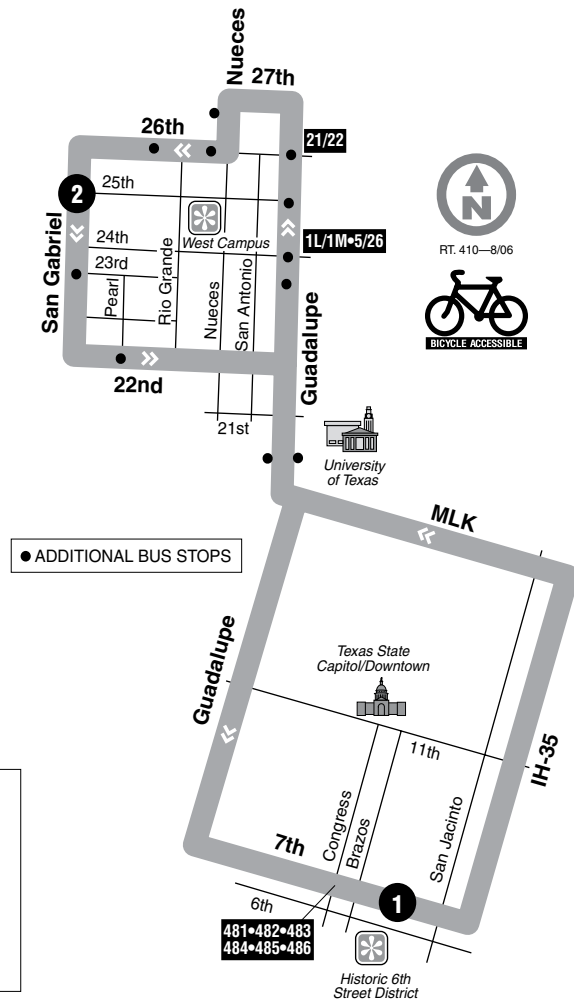 Nueces
27th
26th
21/22
2
25th
N
West Campus
24th
1L/1M•5/26
RT. 410—8/06
23rd
San Gabriel
Pearl
Rio Grande
Nueces
San Antonio
Guadalupe
BICYCLE ACCESSIBLE
22nd
21st
University
of Texas
MLK
● ADDITIONAL BUS STOPS
Guadalupe
Texas State
Capitol/Downtown
11th
IH-35
Congress
Brazos
San Jacinto
7th
1
6th
481•482•483
484•485•486
Historic 6th
Street District